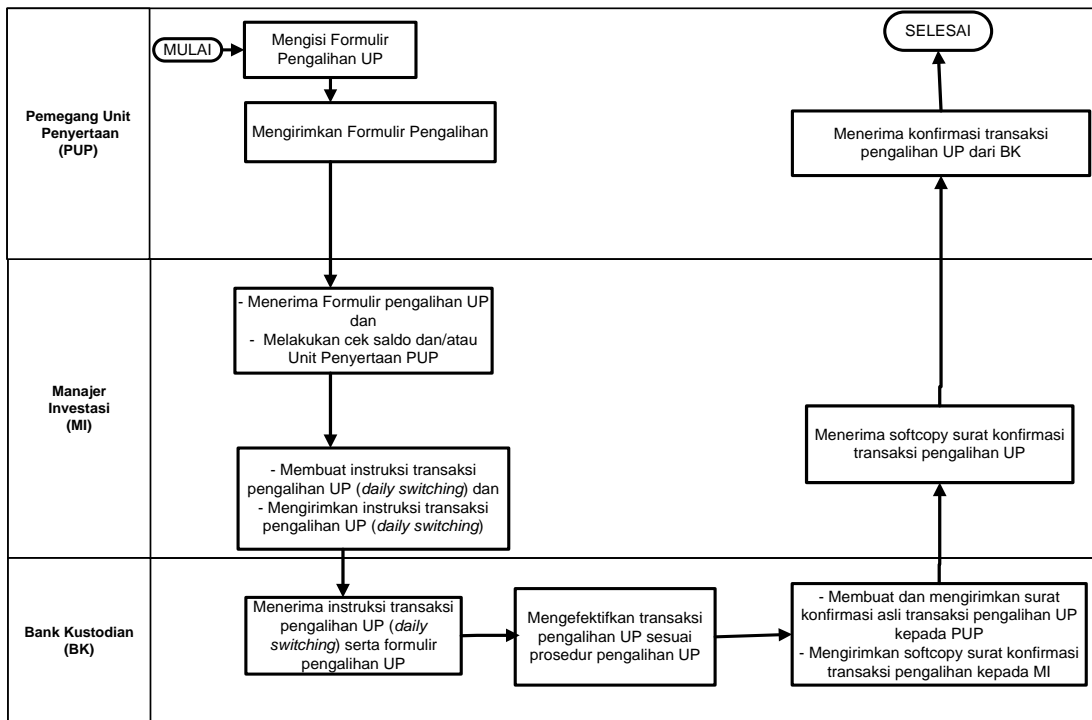 Pemegang Unit
Penyertaan
(PUP)
MULAI
Mengisi Formulir
Pengalihan UP
Mengirimkan Formulir Pengalihan
SELESAI
Menerima konfirmasi transaksi
pengalihan UP dari BK
Manajer
Investasi
(MI)
- Menerima Formulir pengalihan UP
dan
- Melakukan cek saldo dan/atau
Unit Penyertaan PUP
- Membuat instruksi transaksi
pengalihan UP (daily switching) dan
- Mengirimkan instruksi transaksi
pengalihan UP (daily switching)
Menerima softcopy surat konfirmasi
transaksi pengalihan UP
Bank Kustodian
(BK)
Menerima instruksi transaksi
pengalihan UP (daily
switching) serta formulir
pengalihan UP
Mengefektifkan transaksi
pengalihan UP sesuai
prosedur pengalihan UP
- Membuat dan mengirimkan surat
konfirmasi asli transaksi pengalihan UP
kepada PUP
- Mengirimkan softcopy surat konfirmasi
transaksi pengalihan kepada MI